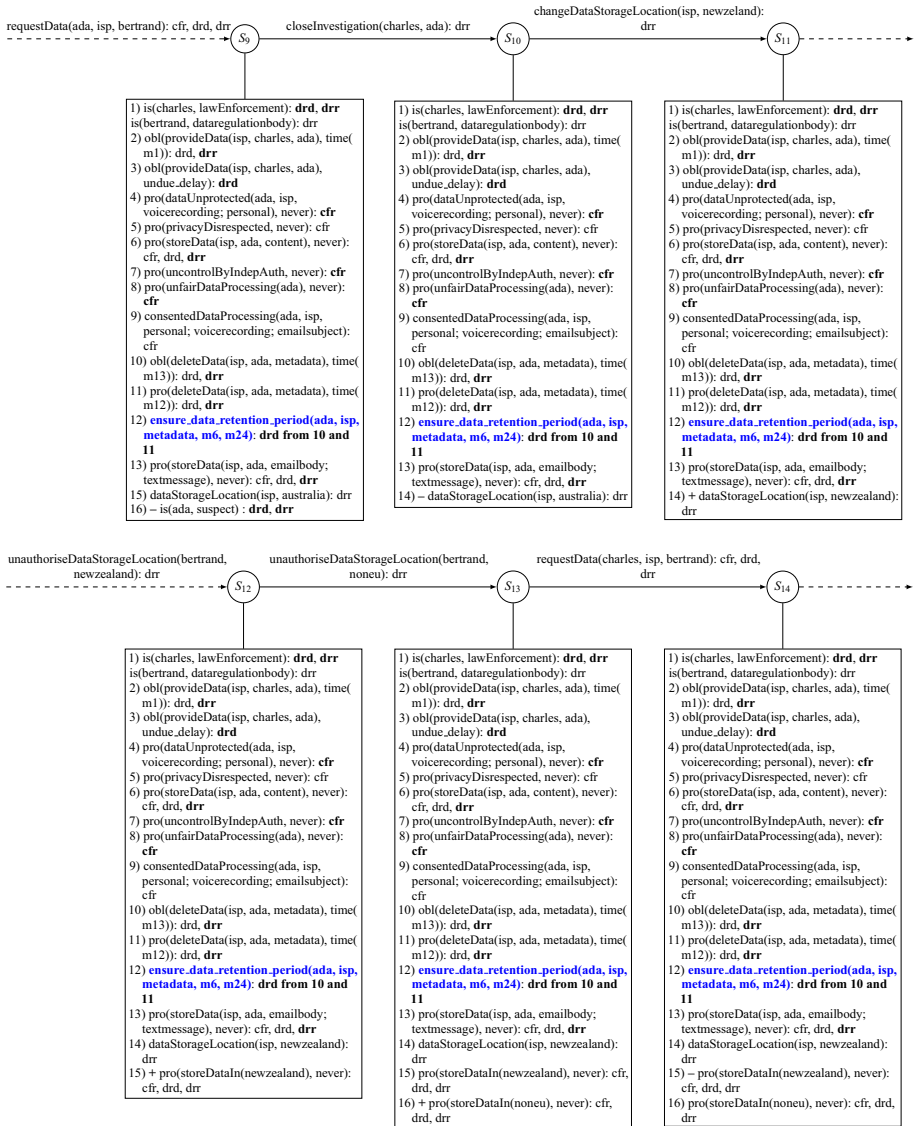 requestData(ada, isp, bertrand): cfr, drd, drr
S9
closeInvestigation(charles, ada): drr
S10
changeDataStorageLocation(isp, newzeland):
drr
S11
1) is(charles, lawEnforcement): drd, drr
is(bertrand, dataregulationbody): drr
2) obl(provideData(isp, charles, ada), time(
m1)): drd, drr
3) obl(provideData(isp, charles, ada),
undue_delay): drd
4) pro(dataUnprotected(ada, isp,
voicerecording; personal), never): cfr
5) pro(privacyDisrespected, never): cfr
6) pro(storeData(isp, ada, content), never):
cfr, drd, drr
7) pro(uncontrolByIndepAuth, never): cfr
8) pro(unfairDataProcessing(ada), never):
cfr
9) consentedDataProcessing(ada, isp,
personal; voicerecording; emailsubject):
cfr
10) obl(deleteData(isp, ada, metadata), time(
m13)): drd, drr
11) pro(deleteData(isp, ada, metadata), time(
m12)): drd, drr
12) ensure_data_retention_period(ada, isp,
metadata, m6, m24): drd from 10 and
11
13) pro(storeData(isp, ada, emailbody;
textmessage), never): cfr, drd, drr
15) dataStorageLocation(isp, australia): drr
16) – is(ada, suspect) : drd, drr
1) is(charles, lawEnforcement): drd, drr
is(bertrand, dataregulationbody): drr
2) obl(provideData(isp, charles, ada), time(
m1)): drd, drr
3) obl(provideData(isp, charles, ada),
undue_delay): drd
4) pro(dataUnprotected(ada, isp,
voicerecording; personal), never): cfr
5) pro(privacyDisrespected, never): cfr
6) pro(storeData(isp, ada, content), never):
cfr, drd, drr
7) pro(uncontrolByIndepAuth, never): cfr
8) pro(unfairDataProcessing(ada), never):
cfr
9) consentedDataProcessing(ada, isp,
personal; voicerecording; emailsubject):
cfr
10) obl(deleteData(isp, ada, metadata), time(
m13)): drd, drr
11) pro(deleteData(isp, ada, metadata), time(
m12)): drd, drr
12) ensure_data_retention_period(ada, isp,
metadata, m6, m24): drd from 10 and
11
13) pro(storeData(isp, ada, emailbody;
textmessage), never): cfr, drd, drr
14) – dataStorageLocation(isp, australia): drr
1) is(charles, lawEnforcement): drd, drr
is(bertrand, dataregulationbody): drr
2) obl(provideData(isp, charles, ada), time(
m1)): drd, drr
3) obl(provideData(isp, charles, ada),
undue_delay): drd
4) pro(dataUnprotected(ada, isp,
voicerecording; personal), never): cfr
5) pro(privacyDisrespected, never): cfr
6) pro(storeData(isp, ada, content), never):
cfr, drd, drr
7) pro(uncontrolByIndepAuth, never): cfr
8) pro(unfairDataProcessing(ada), never):
cfr
9) consentedDataProcessing(ada, isp,
personal; voicerecording; emailsubject):
cfr
10) obl(deleteData(isp, ada, metadata), time(
m13)): drd, drr
11) pro(deleteData(isp, ada, metadata), time(
m12)): drd, drr
12) ensure_data_retention_period(ada, isp,
metadata, m6, m24): drd from 10 and
11
13) pro(storeData(isp, ada, emailbody;
textmessage), never): cfr, drd, drr
14) + dataStorageLocation(isp, newzealand):
drr
unauthoriseDataStorageLocation(bertrand,
newzealand): drr
S12
unauthoriseDataStorageLocation(bertrand,
noneu): drr
S13
requestData(charles, isp, bertrand): cfr, drd,
drr
S14
1) is(charles, lawEnforcement): drd, drr
is(bertrand, dataregulationbody): drr
2) obl(provideData(isp, charles, ada), time(
m1)): drd, drr
3) obl(provideData(isp, charles, ada),
undue_delay): drd
4) pro(dataUnprotected(ada, isp,
voicerecording; personal), never): cfr
5) pro(privacyDisrespected, never): cfr
6) pro(storeData(isp, ada, content), never):
cfr, drd, drr
7) pro(uncontrolByIndepAuth, never): cfr
8) pro(unfairDataProcessing(ada), never):
cfr
9) consentedDataProcessing(ada, isp,
personal; voicerecording; emailsubject):
cfr
10) obl(deleteData(isp, ada, metadata), time(
m13)): drd, drr
11) pro(deleteData(isp, ada, metadata), time(
m12)): drd, drr
12) ensure_data_retention_period(ada, isp,
metadata, m6, m24): drd from 10 and
11
13) pro(storeData(isp, ada, emailbody;
textmessage), never): cfr, drd, drr
14) dataStorageLocation(isp, newzealand):
drr
15) + pro(storeDataIn(newzealand), never):
cfr, drd, drr
1) is(charles, lawEnforcement): drd, drr
is(bertrand, dataregulationbody): drr
2) obl(provideData(isp, charles, ada), time(
m1)): drd, drr
3) obl(provideData(isp, charles, ada),
undue_delay): drd
4) pro(dataUnprotected(ada, isp,
voicerecording; personal), never): cfr
5) pro(privacyDisrespected, never): cfr
6) pro(storeData(isp, ada, content), never):
cfr, drd, drr
7) pro(uncontrolByIndepAuth, never): cfr
8) pro(unfairDataProcessing(ada), never):
cfr
9) consentedDataProcessing(ada, isp,
personal; voicerecording; emailsubject):
cfr
10) obl(deleteData(isp, ada, metadata), time(
m13)): drd, drr
11) pro(deleteData(isp, ada, metadata), time(
m12)): drd, drr
12) ensure_data_retention_period(ada, isp,
metadata, m6, m24): drd from 10 and
11
13) pro(storeData(isp, ada, emailbody;
textmessage), never): cfr, drd, drr
14) dataStorageLocation(isp, newzealand):
drr
15) pro(storeDataIn(newzealand), never): cfr,
drd, drr
16) + pro(storeDataIn(noneu), never): cfr,
drd, drr
1) is(charles, lawEnforcement): drd, drr
is(bertrand, dataregulationbody): drr
2) obl(provideData(isp, charles, ada), time(
m1)): drd, drr
3) obl(provideData(isp, charles, ada),
undue_delay): drd
4) pro(dataUnprotected(ada, isp,
voicerecording; personal), never): cfr
5) pro(privacyDisrespected, never): cfr
6) pro(storeData(isp, ada, content), never):
cfr, drd, drr
7) pro(uncontrolByIndepAuth, never): cfr
8) pro(unfairDataProcessing(ada), never):
cfr
9) consentedDataProcessing(ada, isp,
personal; voicerecording; emailsubject):
cfr
10) obl(deleteData(isp, ada, metadata), time(
m13)): drd, drr
11) pro(deleteData(isp, ada, metadata), time(
m12)): drd, drr
12) ensure_data_retention_period(ada, isp,
metadata, m6, m24): drd from 10 and
11
13) pro(storeData(isp, ada, emailbody;
textmessage), never): cfr, drd, drr
14) dataStorageLocation(isp, newzealand):
drr
15) – pro(storeDataIn(newzealand), never):
cfr, drd, drr
16) pro(storeDataIn(noneu), never): cfr, drd,
drr